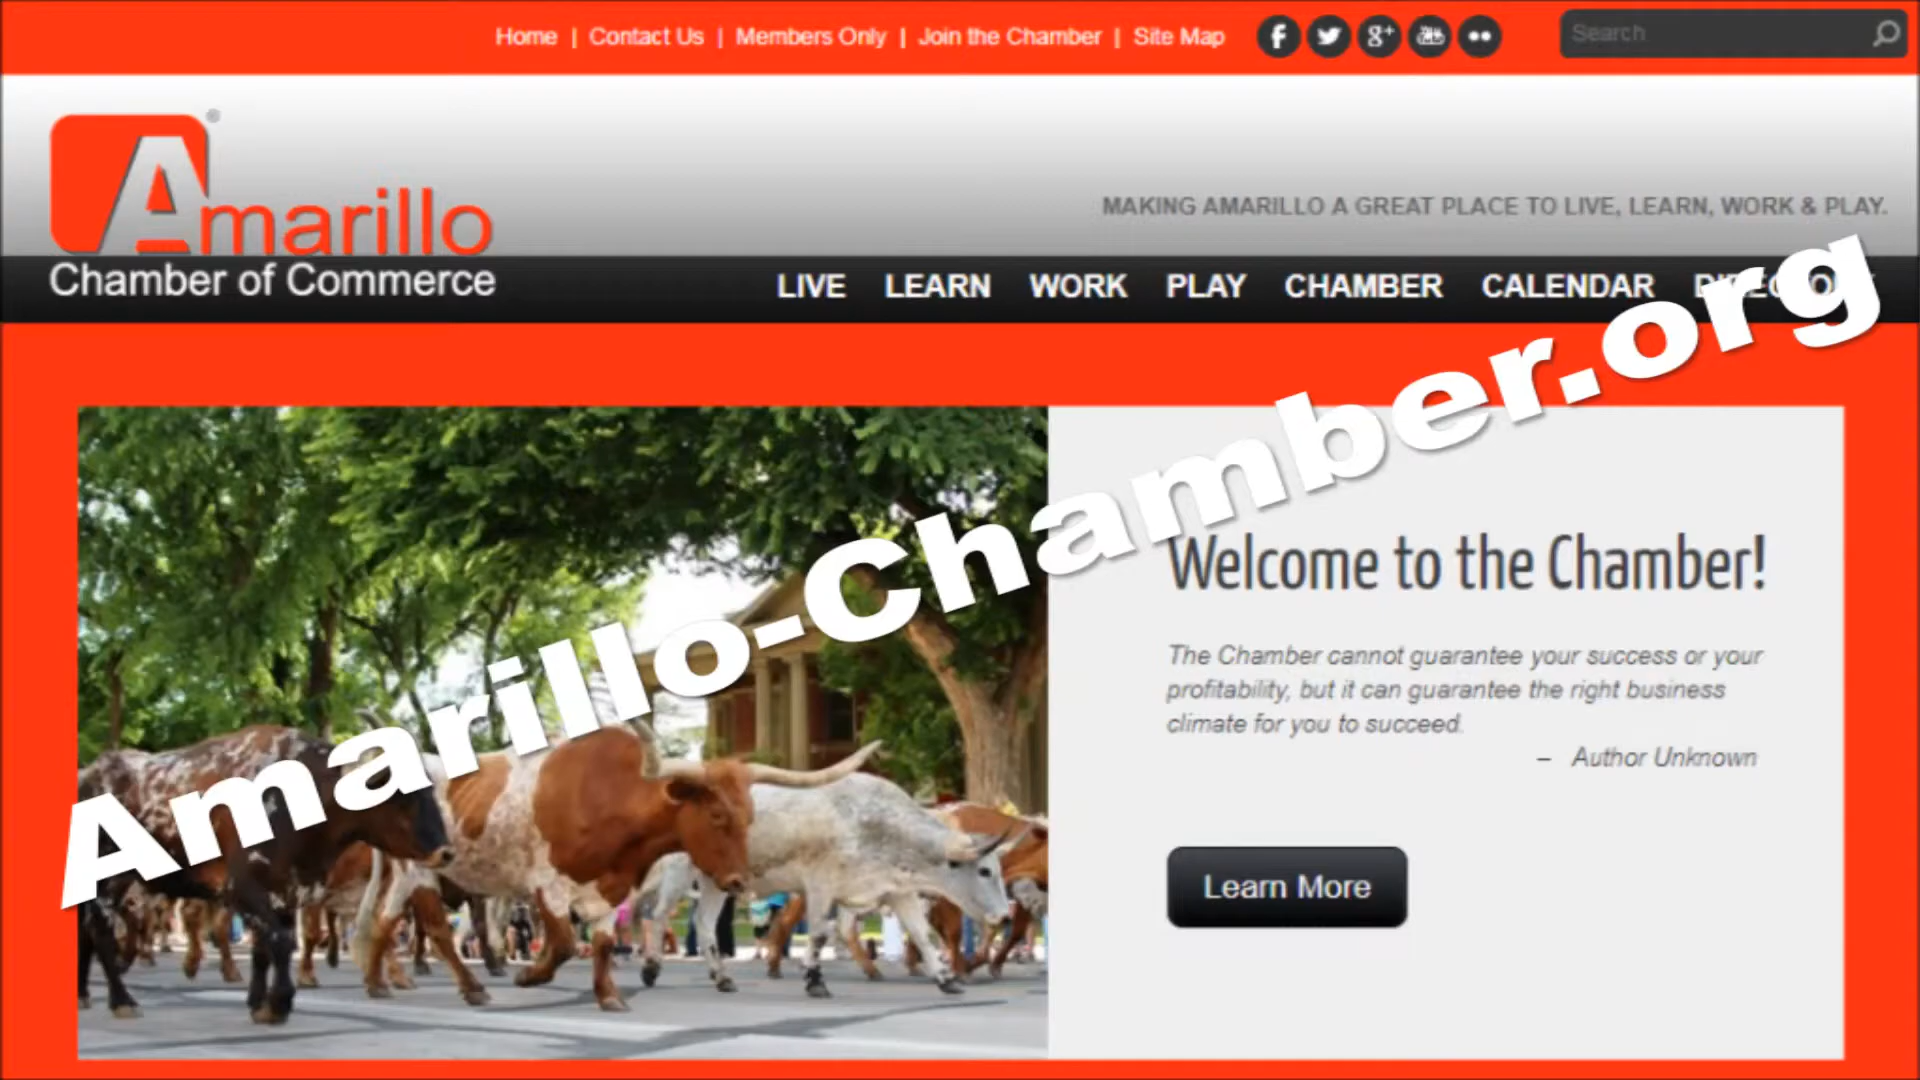 Home | Contact Us | Members Only | Join the Chamber | Site Map
Search
Amarillo®
Chamber of Commerce
MAKING AMARILLO A GREAT PLACE TO LIVE, LEARN, WORK & PLAY.
LIVE LEARN WORK PLAY CHAMBER CALENDAR
Amarillo-Chamber.org
Welcome to the Chamber!
The Chamber cannot guarantee your success or your
profitability, but it can guarantee the right business
climate for you to succeed.
– Author Unknown
Learn More